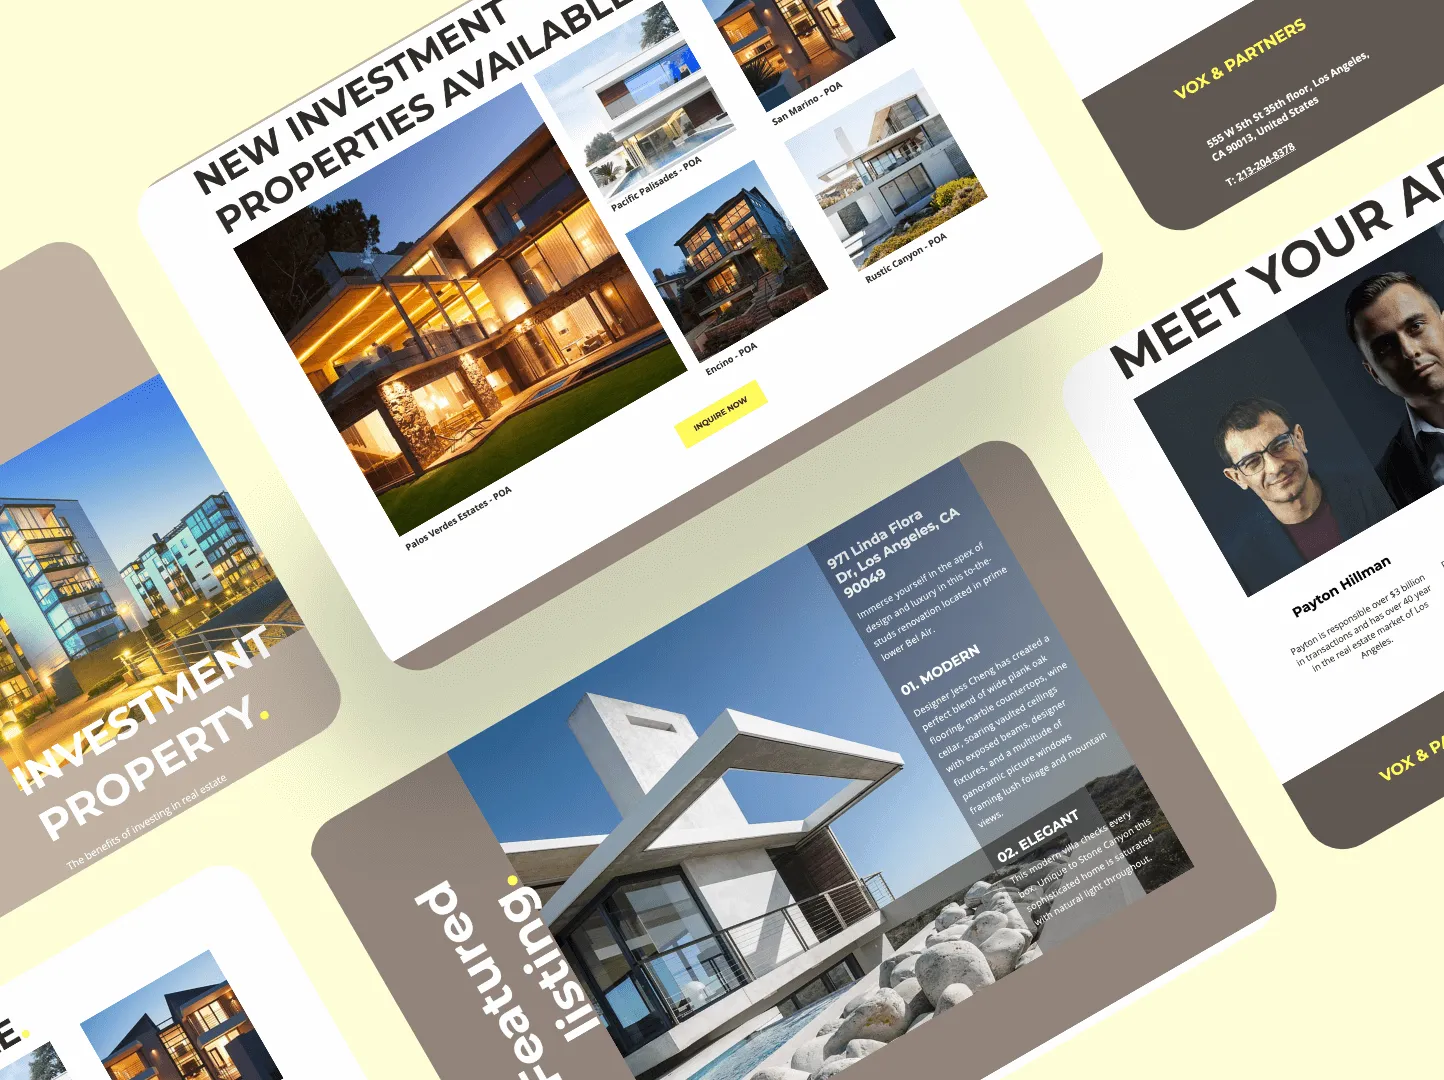 NEW INVESTMENT
PROPERTIES AVAILABLE
Pacific Palisades - POA
San Marino - POA
Encino - POA
Rustic Canyon - POA
Palos Verdes Estates - POA
INQUIRE NOW
VOX & PARTNERS
555 W 5th St 35th floor, Los Angeles,
CA 90013, United States
T: 213-204-8378
MEET YOUR
Payton Hillman
Payton is responsible over $3 billion
in transactions and has over 40 year
in the real estate market of Los
Angeles.
VOX &
INVESTMENT
PROPERTY.
The benefits of investing in real estate
Featured
listing.
971 Linda Flora
Dr, Los Angeles, CA
90049
Immerse yourself in the apex of
design and luxury in this to-the-
studs renovation located in prime
lower Bel Air.
01. MODERN
Designer Jess Cheng has created a
perfect blend of wide plank oak
flooring, marble countertops, wine
cellar, soaring vaulted ceilings
with exposed beams, designer
fixtures, and a multitude of
panoramic picture windows
framing lush foliage and mountain
views.
02. ELEGANT
This modern villa checks every
box. Unique to Stone Canyon this
sophisticated home is saturated
with natural light throughout.
E.